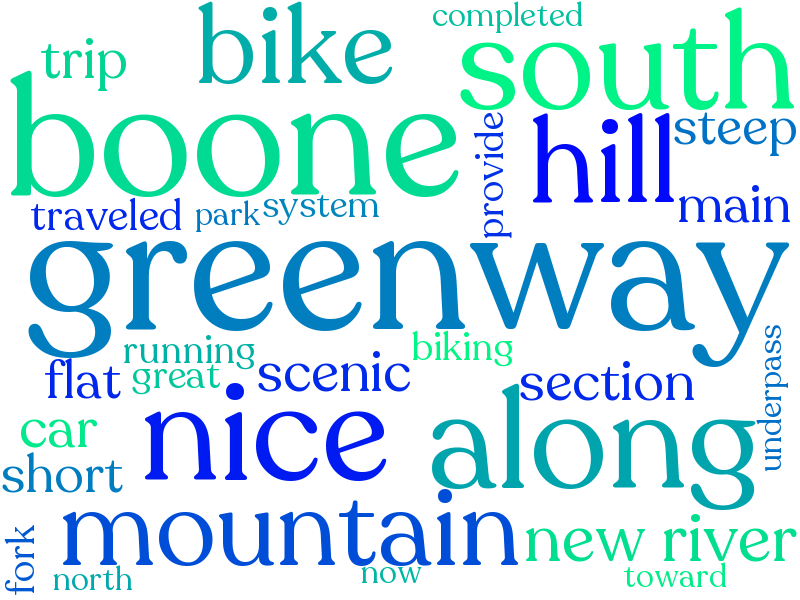 completed
trip
bike
south
boone
provide
hill
steep
traveled
park
system
main
greenway
running
biking
underpass
flat
great
scenic
section
car
nice
along
short
fork
mountain
new river
north
now
toward